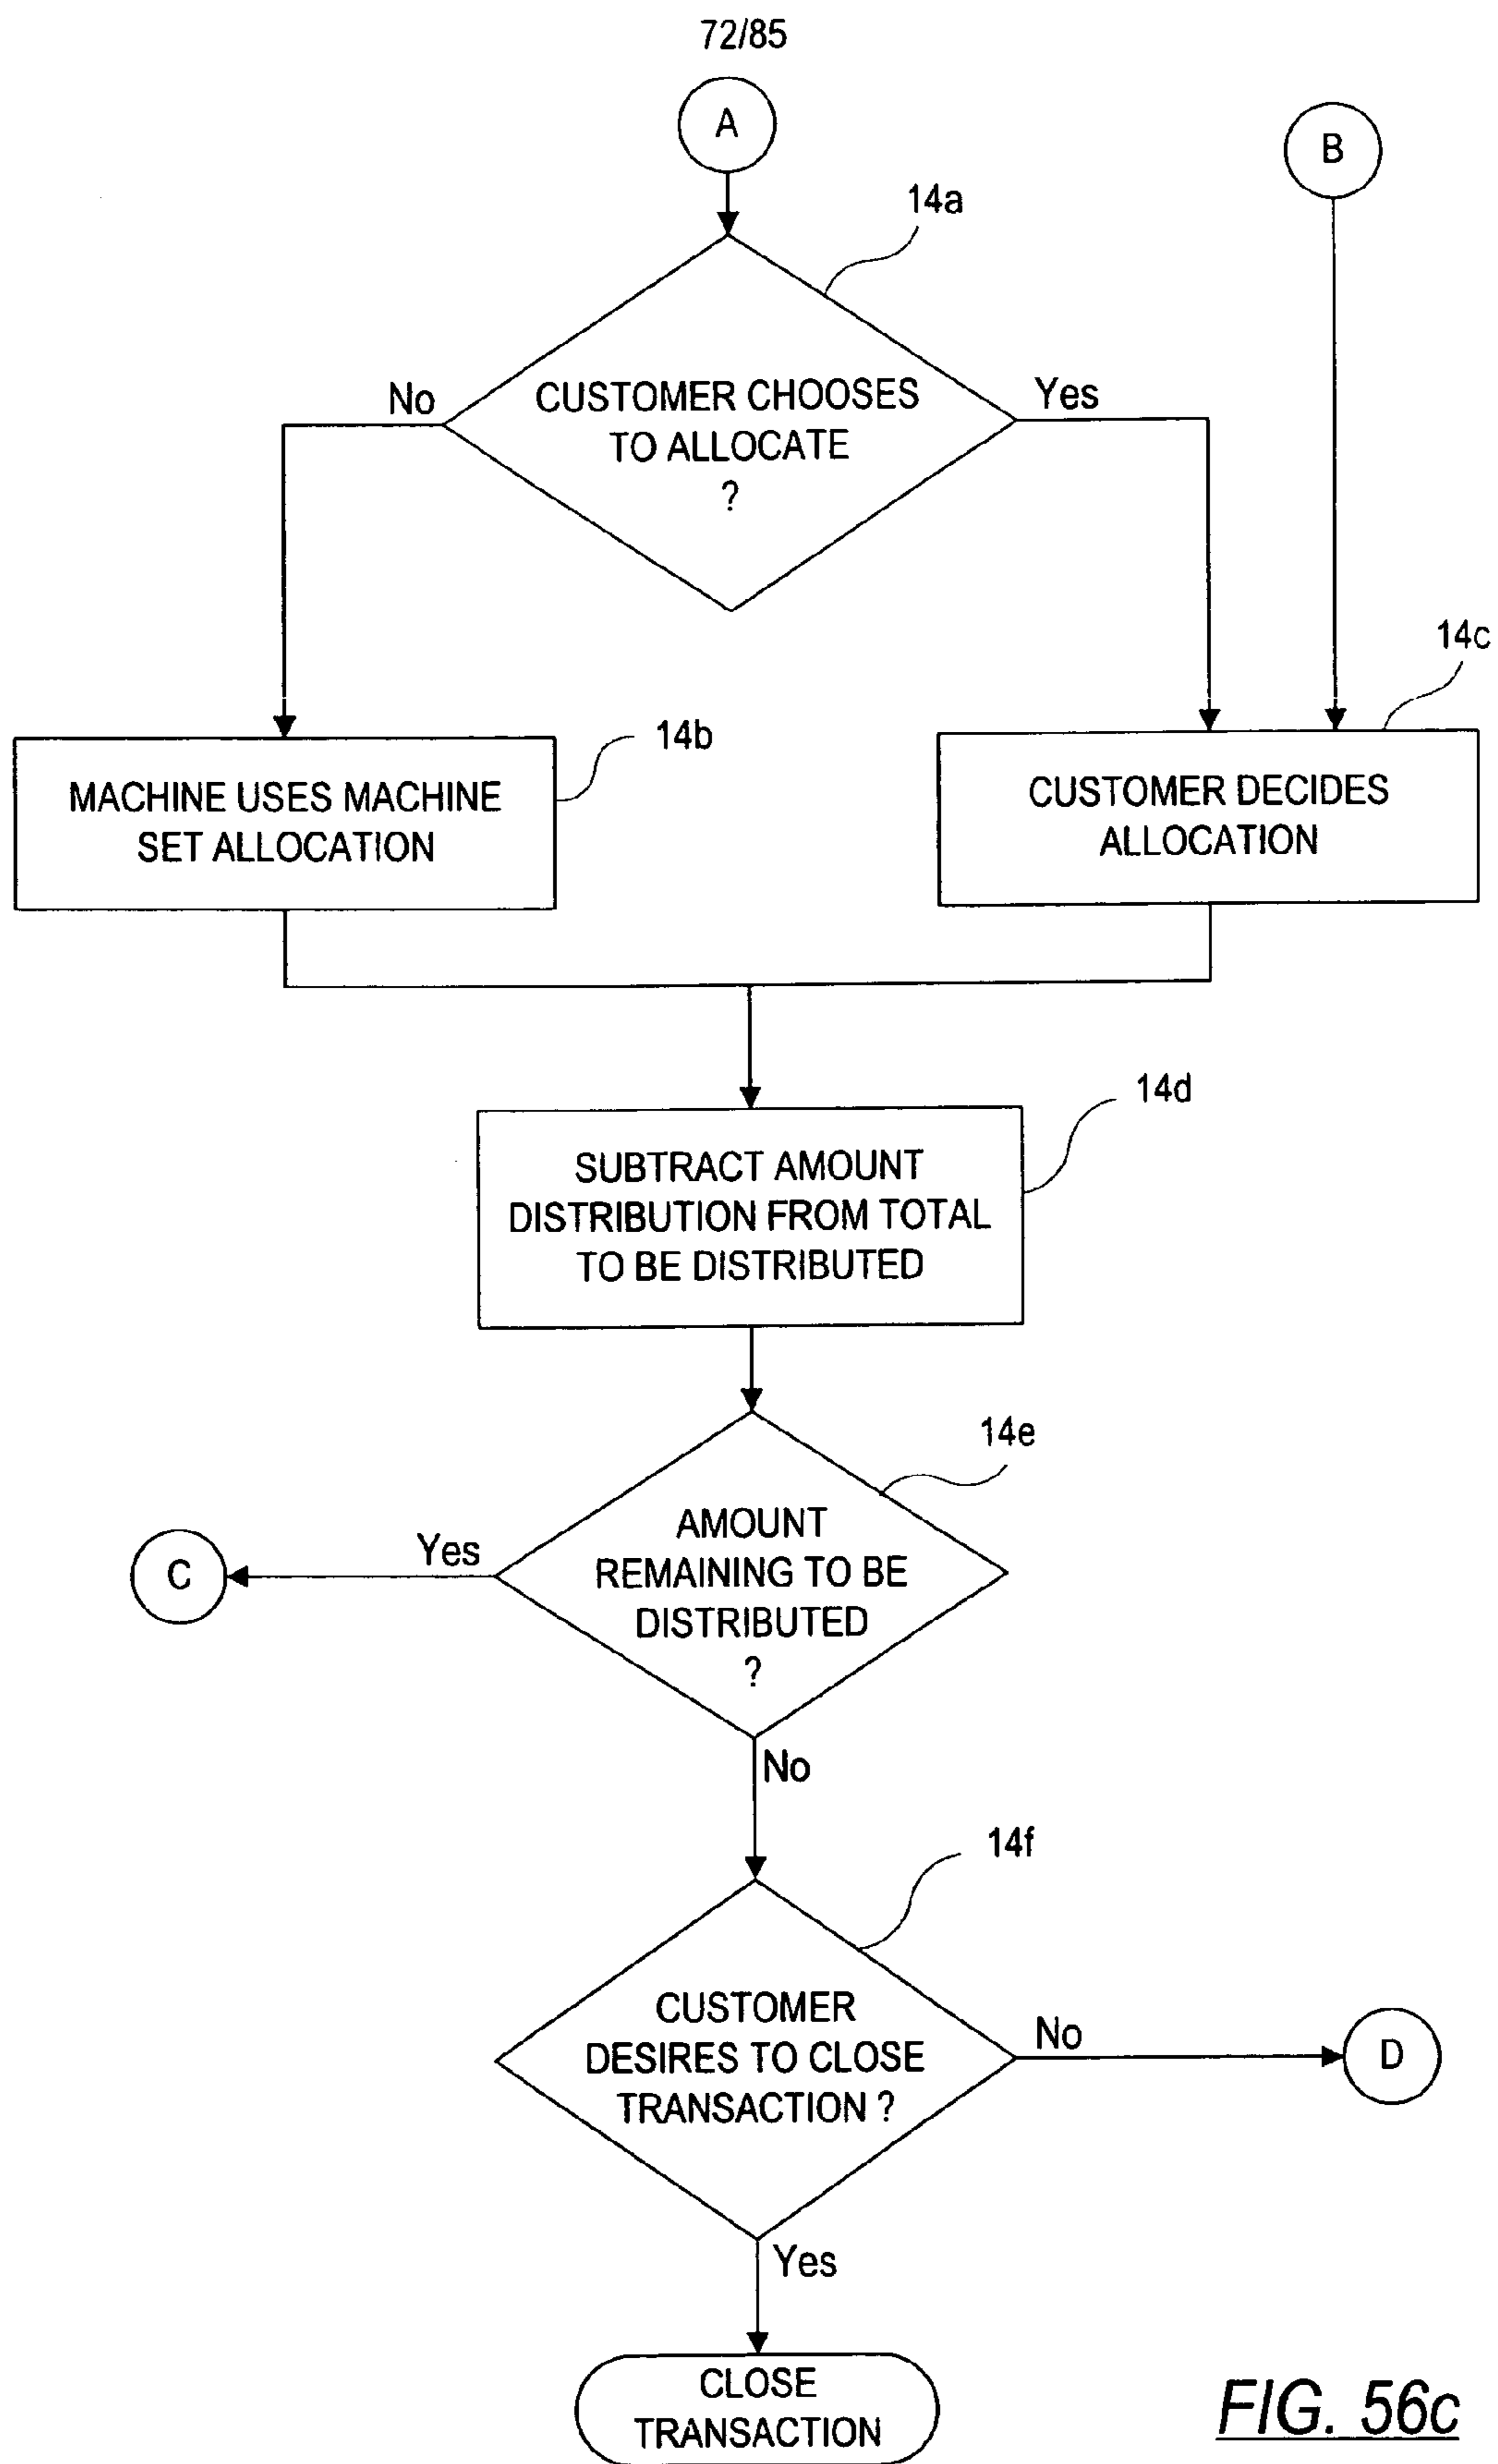 72/85
A
B
14a
No
CUSTOMER CHOOSES
TO ALLOCATE
?
Yes
14c
14b
MACHINE USES MACHINE
SET ALLOCATION
CUSTOMER DECIDES
ALLOCATION
14d
SUBTRACT AMOUNT
DISTRIBUTION FROM TOTAL
TO BE DISTRIBUTED
14e
C
Yes
AMOUNT
REMAINING TO BE
DISTRIBUTED
?
No
14f
CUSTOMER
DESIRES TO CLOSE
TRANSACTION ?
No
D
Yes
CLOSE
TRANSACTION
FIG. 56c